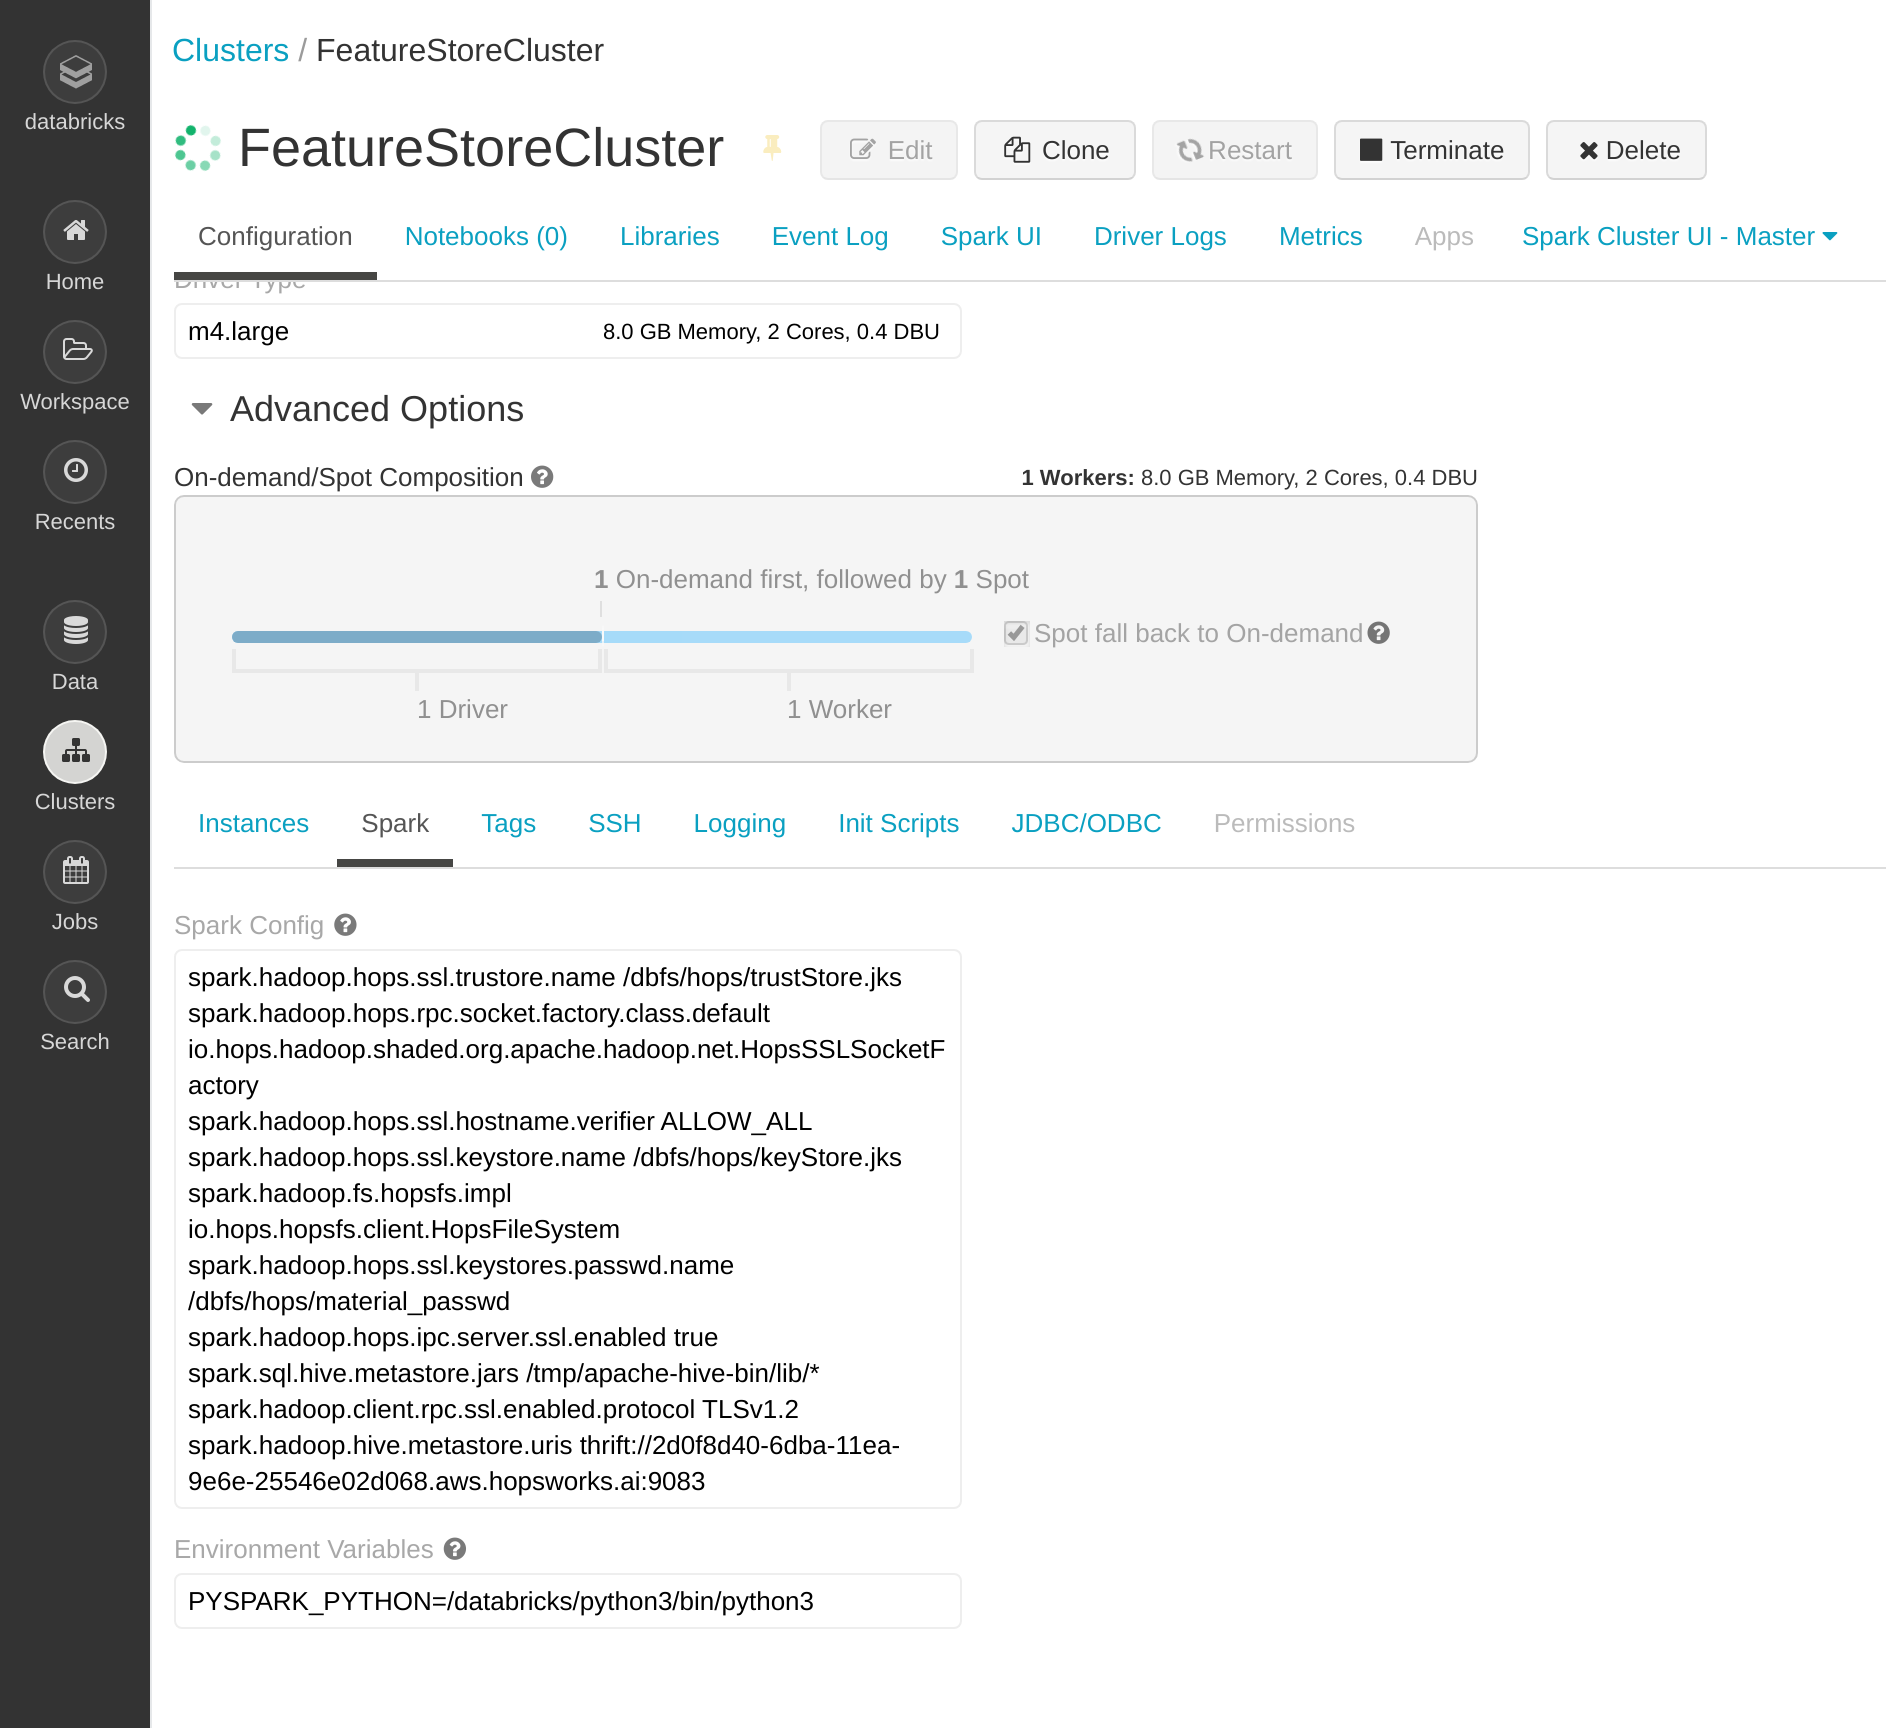 databricks
Home
Workspace
Recents
Data
Clusters
Jobs
Search
Clusters / FeatureStoreCluster
FeatureStoreCluster
Edit
Clone
Restart
Terminate
Delete
Configuration
Notebooks (0)
Libraries
Event Log
Spark UI
Driver Logs
Metrics
Apps
Spark Cluster UI - Master
Driver Type
m4.large 8.0 GB Memory, 2 Cores, 0.4 DBU
Advanced Options
On-demand/Spot Composition
1 Workers: 8.0 GB Memory, 2 Cores, 0.4 DBU
1 On-demand first, followed by 1 Spot
Spot fall back to On-demand
1 Driver
1 Worker
Instances
Spark
Tags
SSH
Logging
Init Scripts
JDBC/ODBC
Permissions
Spark Config
spark.hadoop.hops.ssl.trustore.name /dbfs/hops/trustStore.jks
spark.hadoop.hops.rpc.socket.factory.class.default
io.hops.hadoop.shaded.org.apache.hadoop.net.HopsSSLSocketF
actory
spark.hadoop.hops.ssl.hostname.verifier ALLOW_ALL
spark.hadoop.hops.ssl.keystore.name /dbfs/hops/keyStore.jks
spark.hadoop.fs.hopsfs.impl
io.hops.hopsfs.client.HopsFileSystem
spark.hadoop.hops.ssl.keystores.passwd.name
/dbfs/hops/material_passwd
spark.hadoop.hops.ipc.server.ssl.enabled true
spark.sql.hive.metastore.jars /tmp/apache-hive-bin/lib/*
spark.hadoop.client.rpc.ssl.enabled.protocol TLSv1.2
spark.hadoop.hive.metastore.uris thrift://2d0f8d40-6dba-11ea-
9e6e-25546e02d068.aws.hopsworks.ai:9083
Environment Variables
PYSPARK_PYTHON=/databricks/python3/bin/python3